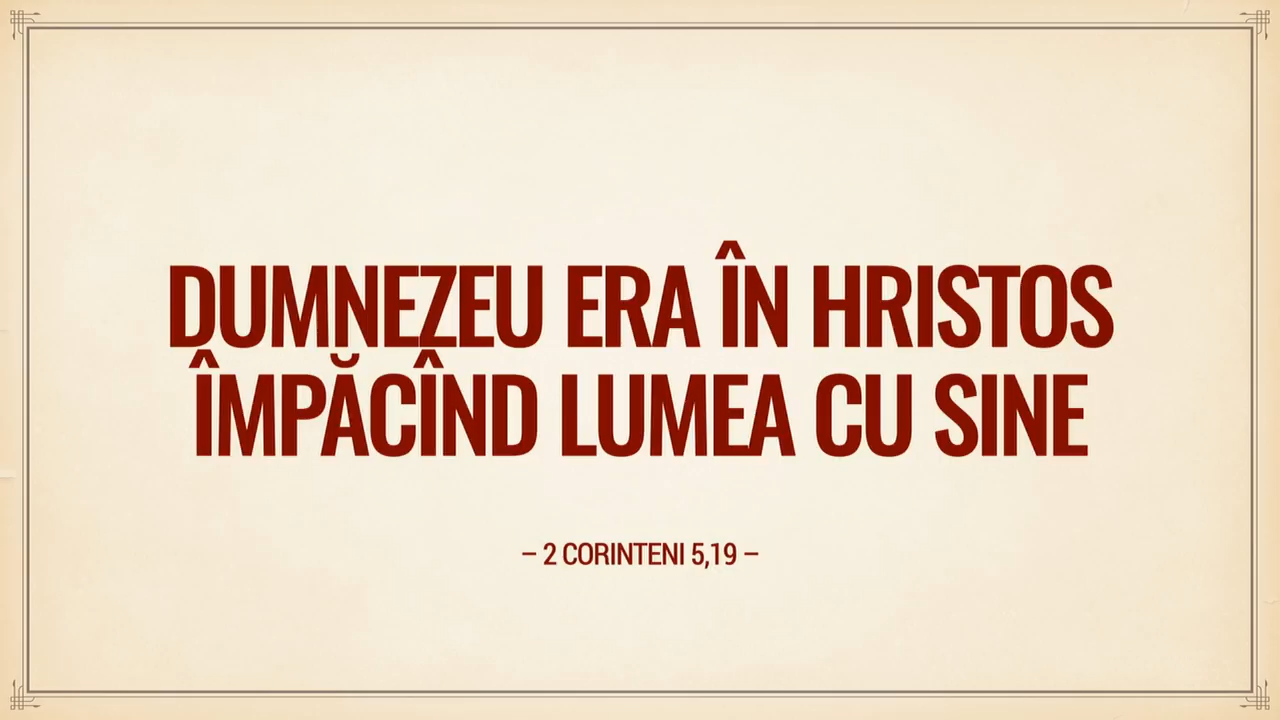 DUMNEZEU ERA ÎN HRISTOS
ÎMPĂCÎND LUMEA CU SINE
– 2 CORINTENI 5,19 –